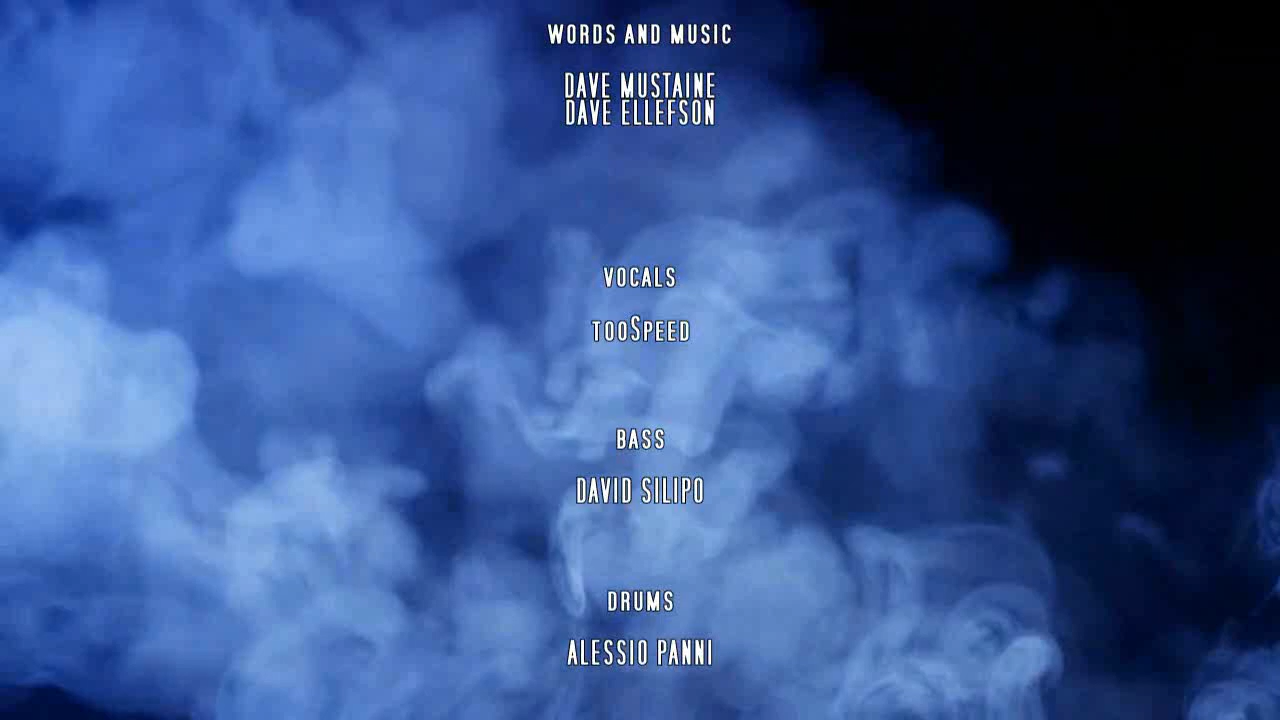 WORDS AND MUSIC
DAVE MUSTAINE
DAVE ELLEFSON
VOCALS
TOOSPEED
BASS
DAVID SILIPO
DRUMS
ALESSIO PANNI